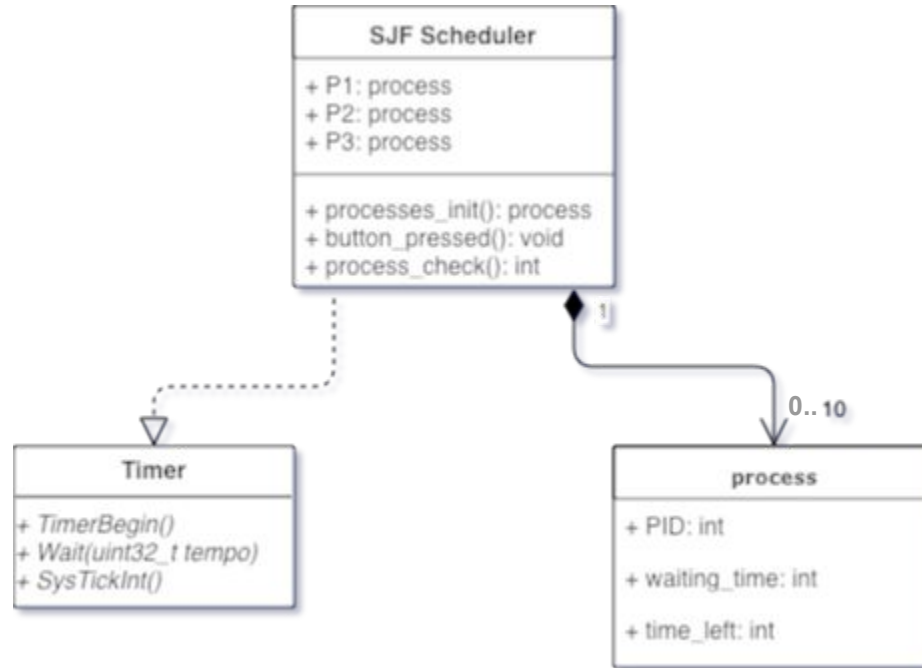 SJF Scheduler
+ P1: process
+ P2: process
+ P3: process
+ processes_init(): process
+ button_pressed(): void
+ process_check(): int
1
0.. 10
Timer
+ TimerBegin()
+ Wait(uint32_t tempo)
+ SysTickInt()
process
+ PID: int
+ waiting_time: int
+ time_left: int